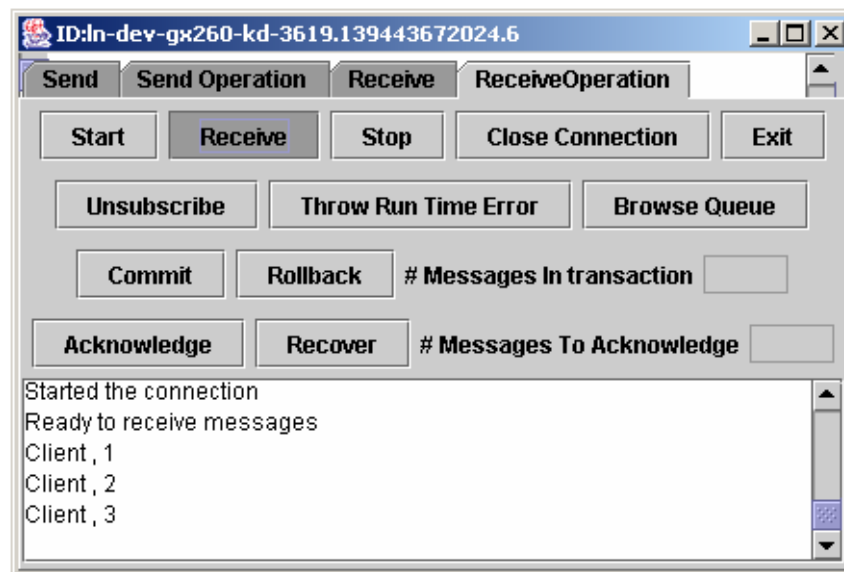 ID:ln-dev-gx260-kd-3619.139443672024.6
Send Send Operation Receive ReceiveOperation
Start Receive Stop Close Connection Exit
Unsubscribe Throw Run Time Error Browse Queue
Commit Rollback # Messages In transaction
Acknowledge Recover # Messages To Acknowledge
Started the connection
Ready to receive messages
Client , 1
Client , 2
Client , 3